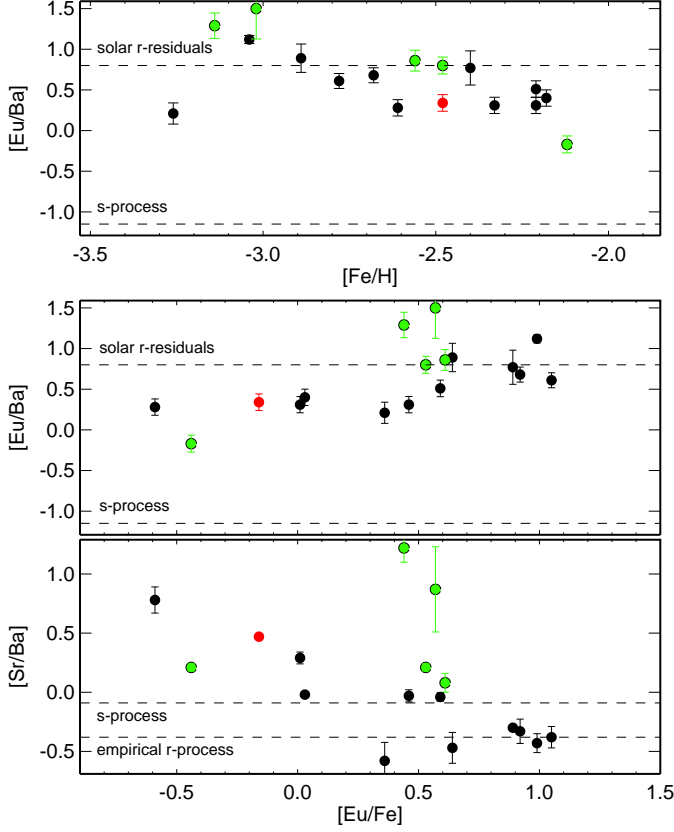 1.5
1.0
solar r-residuals
0.5
0.0
-0.5
s-process
-1.0
[Eu/Ba]
-3.5 -3.0 -2.5 -2.0
[Fe/H]
1.5
1.0
solar r-residuals
0.5
0.0
-0.5
s-process
-1.0
[Eu/Ba]
1.0
0.5
0.0
s-process
-0.5
empirical r-process
[Sr/Ba]
-0.5 0.0 0.5 1.0 1.5
[Eu/Fe]